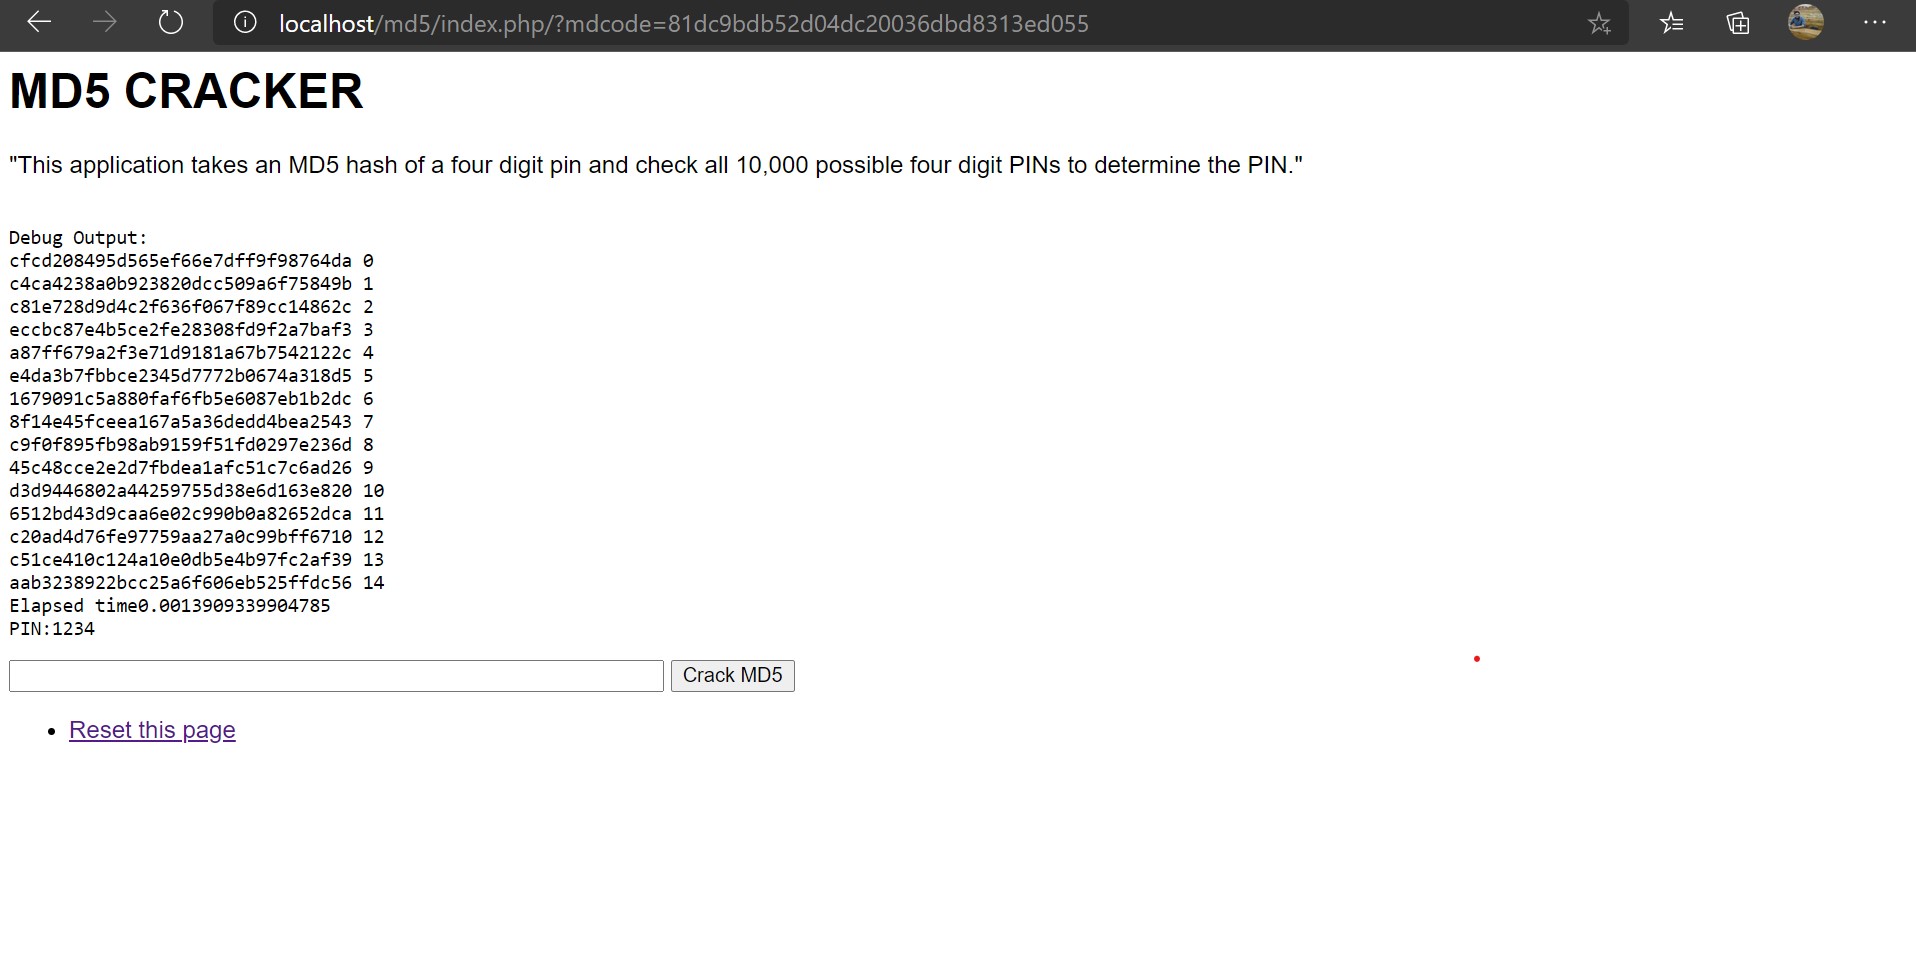 localhost/md5/index.php/?mdcode=81dc9bdb52d04dc20036dbd8313ed055
MD5 CRACKER
"This application takes an MD5 hash of a four digit pin and check all 10,000 possible four digit PINs to determine the PIN."
Debug Output:
cfcd208495d565ef66e7dff9f98764da 0
c4ca4238a0b923820dcc509a6f75849b 1
c81e728d9d4c2f636f067f89cc14862c 2
eccbc87e4b5ce2fe28308fd9f2a7baf3 3
a87ff679a2f3e71d9181a67b7542122c 4
e4da3b7fbbce2345d7772b0674a318d5 5
1679091c5a880faf6fb5e6087eb1b2dc 6
8f14e45fceea167a5a36dedd4bea2543 7
c9f0f895fb98ab9159f51fd0297e236d 8
45c48cce2e2d7fbdea1afc51c7c6ad26 9
d3d9446802a44259755d38e6d163e820 10
6512bd43d9caa6e02c990b0a82652dca 11
c20ad4d76fe97759aa27a0c99bff6710 12
c51ce410c124a10e0db5e4b97fc2af39 13
aab3238922bcc25a6f606eb525ffdc56 14
Elapsed time0.0013909339904785
PIN:1234
Crack MD5
Reset this page